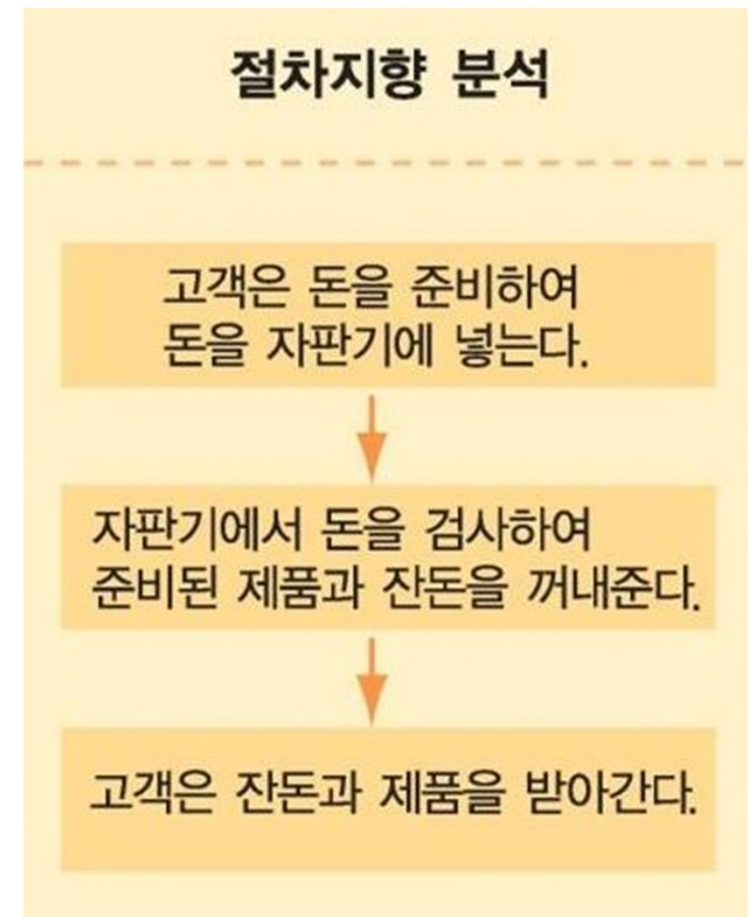 절차지향 분석
고객은 돈을 준비하여
돈을 자판기에 넣는다.
자판기에서 돈을 검사하여
준비된 제품과 잔돈을 꺼내준다.
고객은 잔돈과 제품을 받아간다.